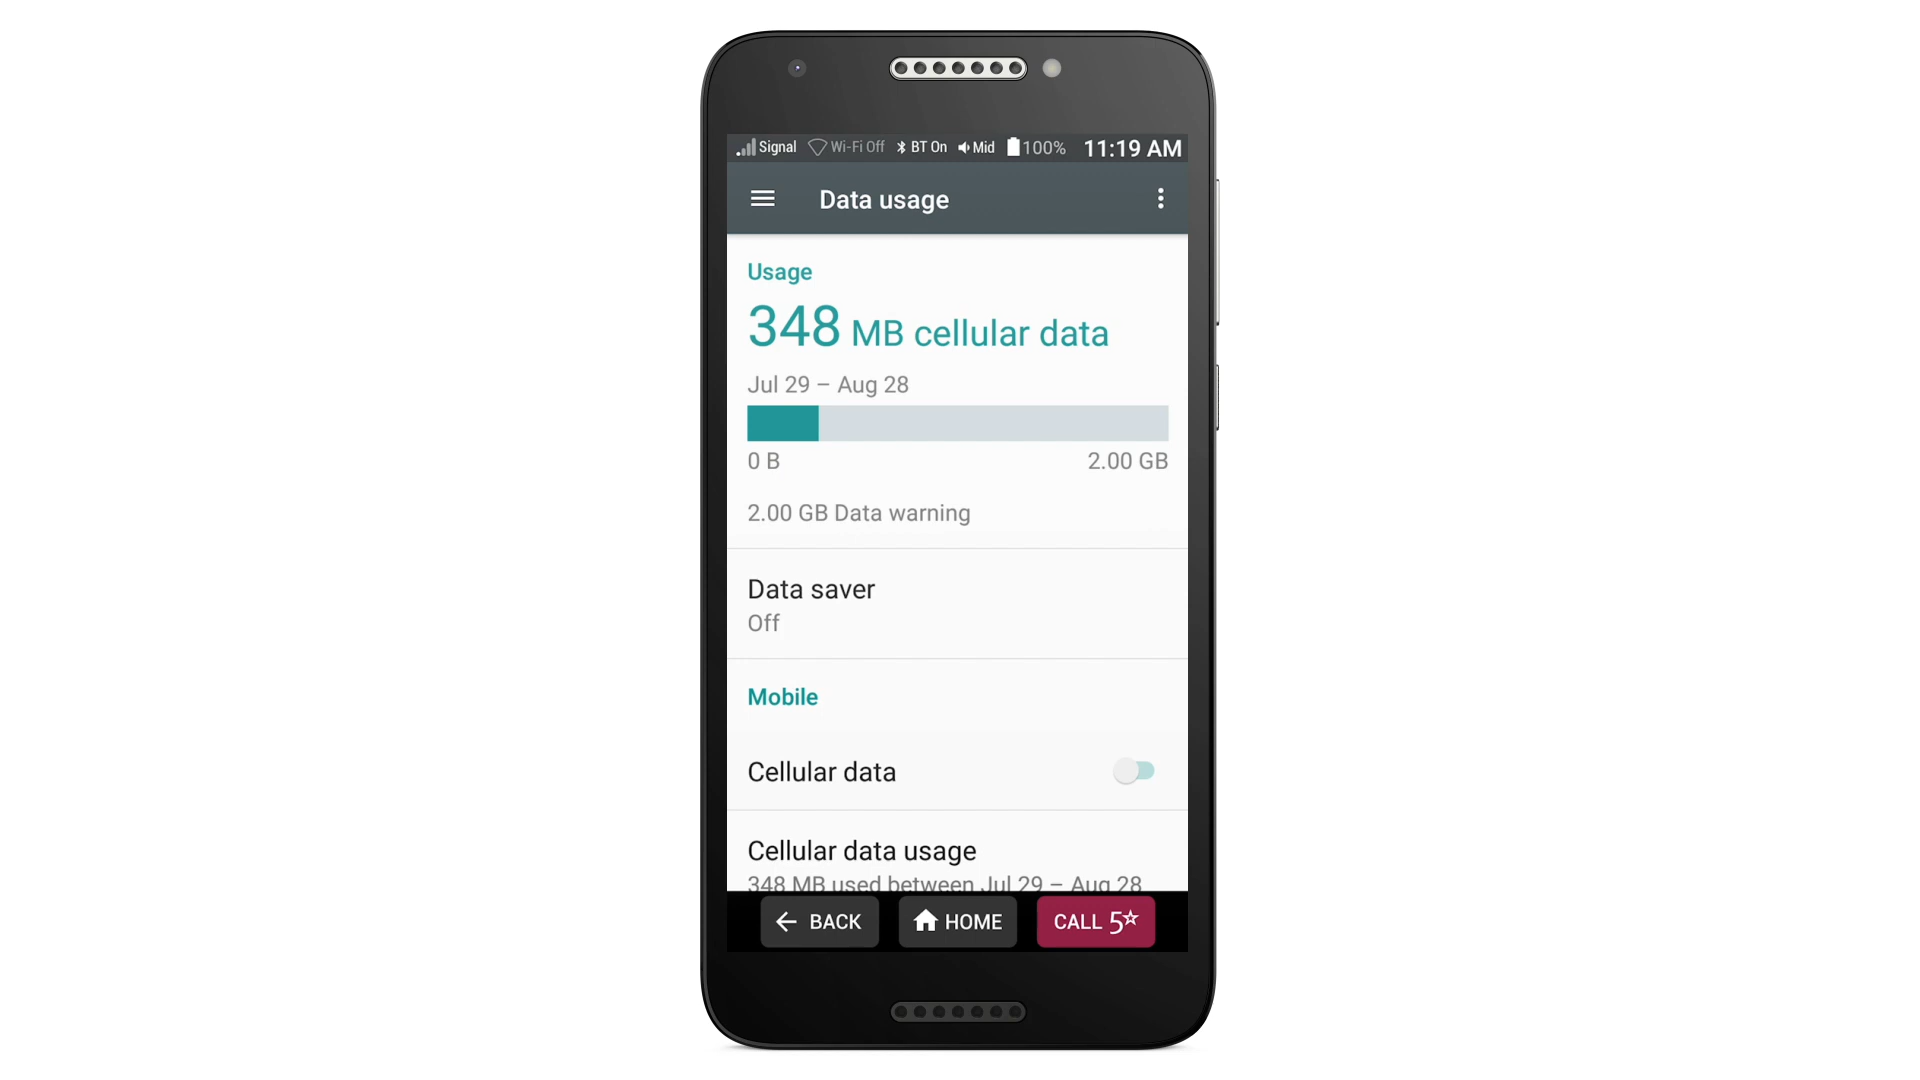 Signal Wi-Fi Off BT On Mid 100% 11:19 AM
Data usage
Usage
348 MB cellular data
Jul 29 – Aug 28
0 B 2.00 GB
2.00 GB Data warning
Data saver
Off
Mobile
Cellular data
Cellular data usage
348 MB used between Jul 29 – Aug 28
BACK HOME CALL 5☆